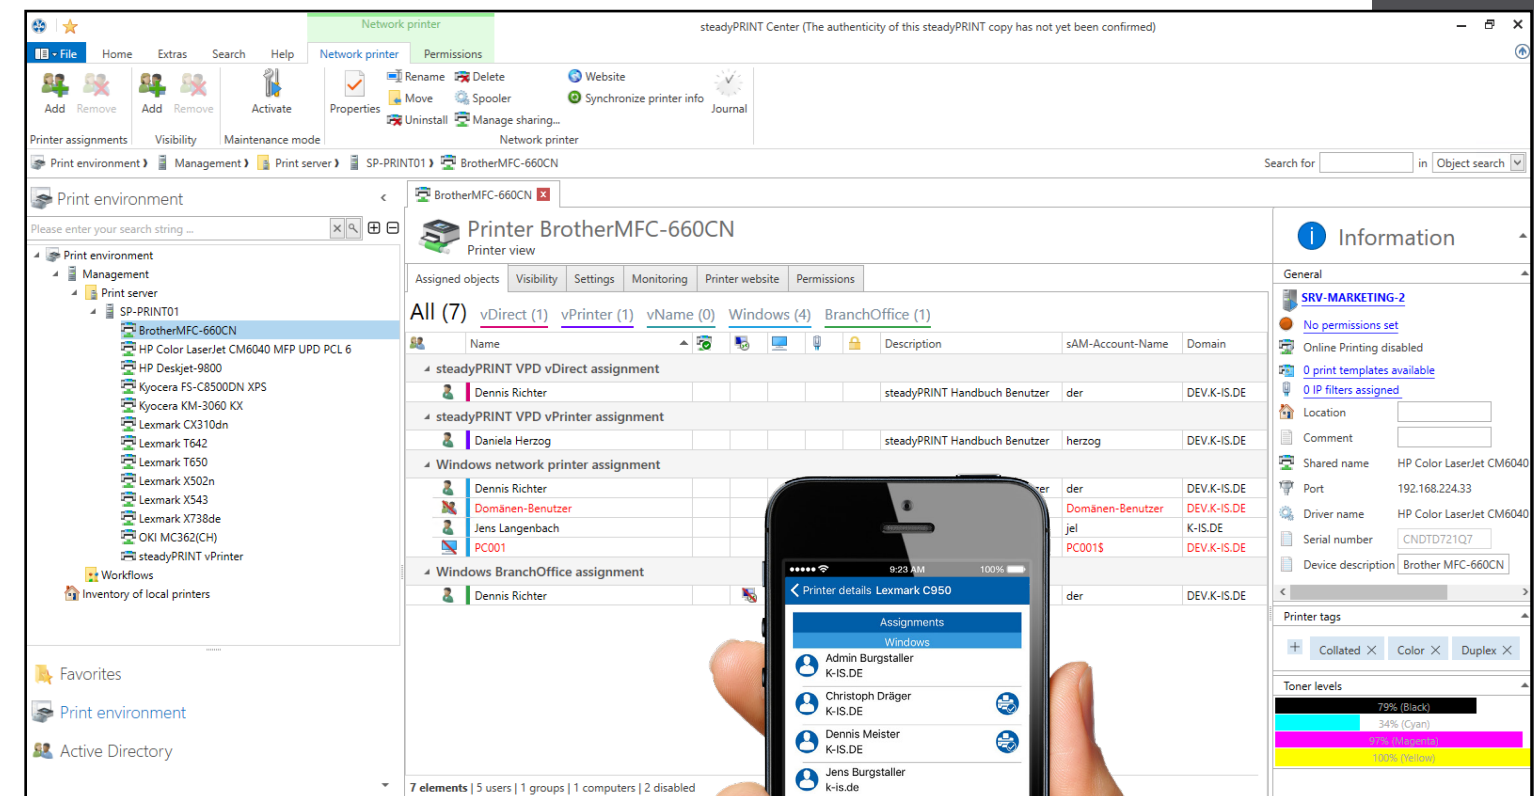 Network printer
steadyPRINT Center (The authenticity of this steadyPRINT copy has not yet been confirmed)
File Home Extras Search Help Network printer Permissions
Add Remove Add Remove Activate Properties
Rename Delete Website
Move Spooler Synchronize printer info
Uninstall Manage sharing...
Journal
Printer assignments Visibility Maintenance mode Network printer
Print environment Management Print server SP-PRINT01 BrotherMFC-660CN
Search for in Object search
Print environment
Please enter your search string ...
Print environment
Management
Print server
SP-PRINT01
BrotherMFC-660CN
HP Color LaserJet CM6040 MFP UPD PCL 6
HP Deskjet-9800
Kyocera FS-C8500DN XPS
Kyocera KM-3060 KX
Lexmark CX310dn
Lexmark T642
Lexmark T650
Lexmark X502n
Lexmark X543
Lexmark X738de
OKI MC362(CH)
steadyPRINT vPrinter
Workflows
Inventory of local printers
Favorites
Print environment
Active Directory
BrotherMFC-660CN
Printer BrotherMFC-660CN
Printer view
Assigned objects Visibility Settings Monitoring Printer website Permissions
All (7) vDirect (1) vPrinter (1) vName (0) Windows (4) BranchOffice (1)
Name Description sAM-Account-Name Domain
steadyPRINT VPD vDirect assignment
Dennis Richter steadyPRINT Handbuch Benutzer der DEV.K-IS.DE
steadyPRINT VPD vPrinter assignment
Daniela Herzog steadyPRINT Handbuch Benutzer herzog DEV.K-IS.DE
Windows network printer assignment
Dennis Richter der DEV.K-IS.DE
Domänen-Benutzer Domänen-Benutzer DEV.K-IS.DE
Jens Langenbach jel K-IS.DE
PC001 PC001$ DEV.K-IS.DE
Windows BranchOffice assignment
Dennis Richter der DEV.K-IS.DE
7 elements | 5 users | 1 groups | 1 computers | 2 disabled
9:23 AM 100%
Printer details Lexmark C950
Assignments
Windows
Admin Burgstaller
K-IS.DE
Christoph Dräger
K-IS.DE
Dennis Meister
K-IS.DE
Jens Burgstaller
k-is.de
Information
General
SRV-MARKETING-2
No permissions set
Online Printing disabled
0 print templates available
0 IP filters assigned
Location
Comment
Shared name HP Color LaserJet CM6040
Port 192.168.224.33
Driver name HP Color LaserJet CM6040
Serial number CNDTD721Q7
Device description Brother MFC-660CN
Printer tags
+ Collated Color Duplex
Toner levels
79% (Black)
34% (Cyan)
97% (Magenta)
100% (Yellow)